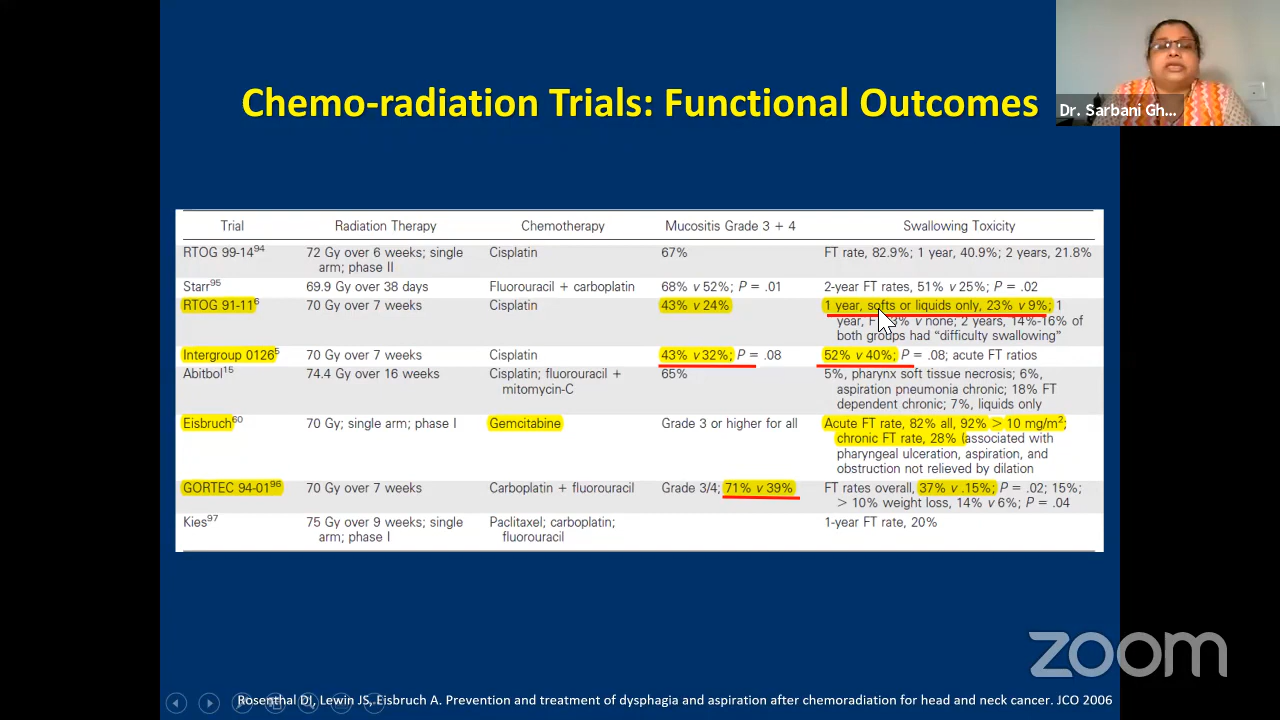 Chemo-radiation Trials: Functional Outcomes
Dr. Sarbani Gh...
Trial Radiation Therapy Chemotherapy Mucositis Grade 3 + 4 Swallowing Toxicity
RTOG 99-14⁹⁴ 72 Gy over 6 weeks; single Cisplatin 67% FT rate, 82.9%; 1 year, 40.9%; 2 years, 21.8%
arm; phase II
Starr⁹⁵ 69.9 Gy over 38 days Fluorouracil + carboplatin 68% v 52%; P = .01 2-year FT rates, 51% v 25%; P = .02
RTOG 91-11⁶ 70 Gy over 7 weeks Cisplatin 43% v 24% 1 year, softs or liquids only, 23% v 9%; 1
year, 3% v none; 2 years, 14%-16% of
both groups had “difficulty swallowing”
Intergroup 0126⁵ 70 Gy over 7 weeks Cisplatin 43% v 32%; P = .08 52% v 40%; P = .08; acute FT ratios
Abitbol¹⁵ 74.4 Gy over 16 weeks Cisplatin; fluorouracil + 65% 5%, pharynx soft tissue necrosis; 6%,
mitomycin-C aspiration pneumonia chronic; 18% FT
dependent chronic; 7%, liquids only
Eisbruch⁶⁰ 70 Gy; single arm; phase I Gemcitabine Grade 3 or higher for all Acute FT rate, 82% all, 92% > 10 mg/m²;
chronic FT rate, 28% (associated with
pharyngeal ulceration, aspiration, and
obstruction not relieved by dilation
GORTEC 94-01⁹⁶ 70 Gy over 7 weeks Carboplatin + fluorouracil Grade 3/4; 71% v 39% FT rates overall, 37% v .15%; P = .02; 15%;
> 10% weight loss, 14% v 6%; P = .04
Kies⁹⁷ 75 Gy over 9 weeks; single Paclitaxel; carboplatin; 1-year FT rate, 20%
arm; phase I fluorouracil
zoom
Rosenthal DI, Lewin JS, Eisbruch A. Prevention and treatment of dysphagia and aspiration after chemoradiation for head and neck cancer. JCO 2006